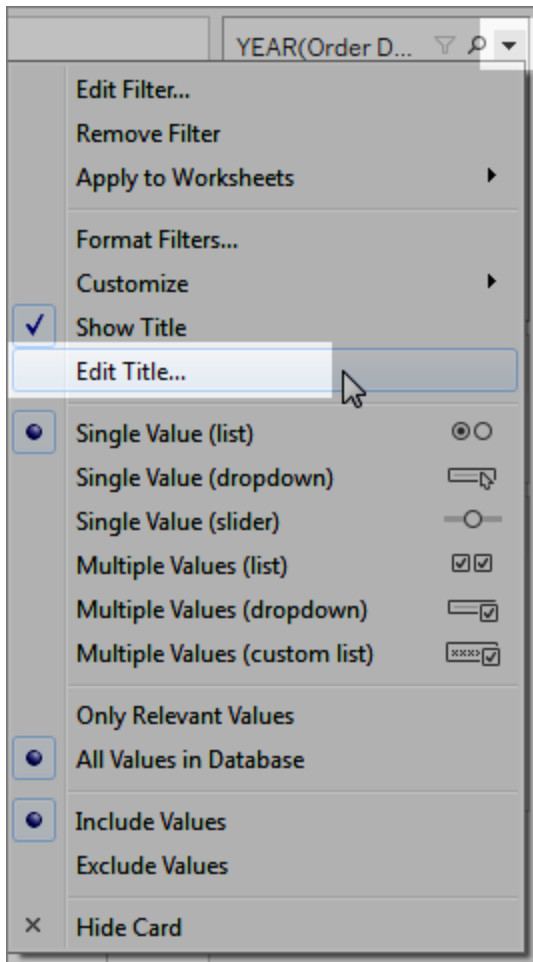 YEAR(Order D...
Edit Filter...
Remove Filter
Apply to Worksheets
Format Filters...
Customize
Show Title
Edit Title...
Single Value (list)
Single Value (dropdown)
Single Value (slider)
Multiple Values (list)
Multiple Values (dropdown)
Multiple Values (custom list)
Only Relevant Values
All Values in Database
Include Values
Exclude Values
Hide Card